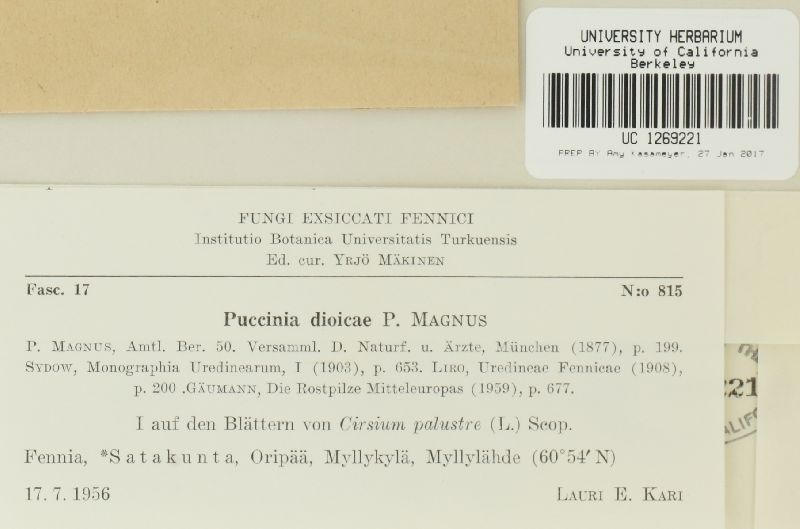 UNIVERSITY HERBARIUM
University of California
Berkeley
UC 1269221
PREP BY Amy Kasameyer, 27 Jan 2017
FUNGI EXSICCATI FENNICI
Institutio Botanica Universitatis Turkuensis
Ed. cur. YRJÖ MÄKINEN
Fasc. 17 N:o 815
Puccinia dioicae P. MAGNUS
P. MAGNUS, Amtl. Ber. 50. Versamml. D. Naturf. u. Ärzte, München (1877), p. 199.
SYDOW, Monographia Uredinearum, I (1903), p. 653. LIRO, Uredineae Fennicae (1908),
p. 200 .GÄUMANN, Die Rostpilze Mitteleuropas (1959), p. 677.
I auf den Blättern von Cirsium palustre (L.) Scop.
Fennia, *Satakunta, Oripää, Myllykylä, Myllylähde (60°54′ N)
17. 7. 1956 LAURI E. KARI
221
ALIF